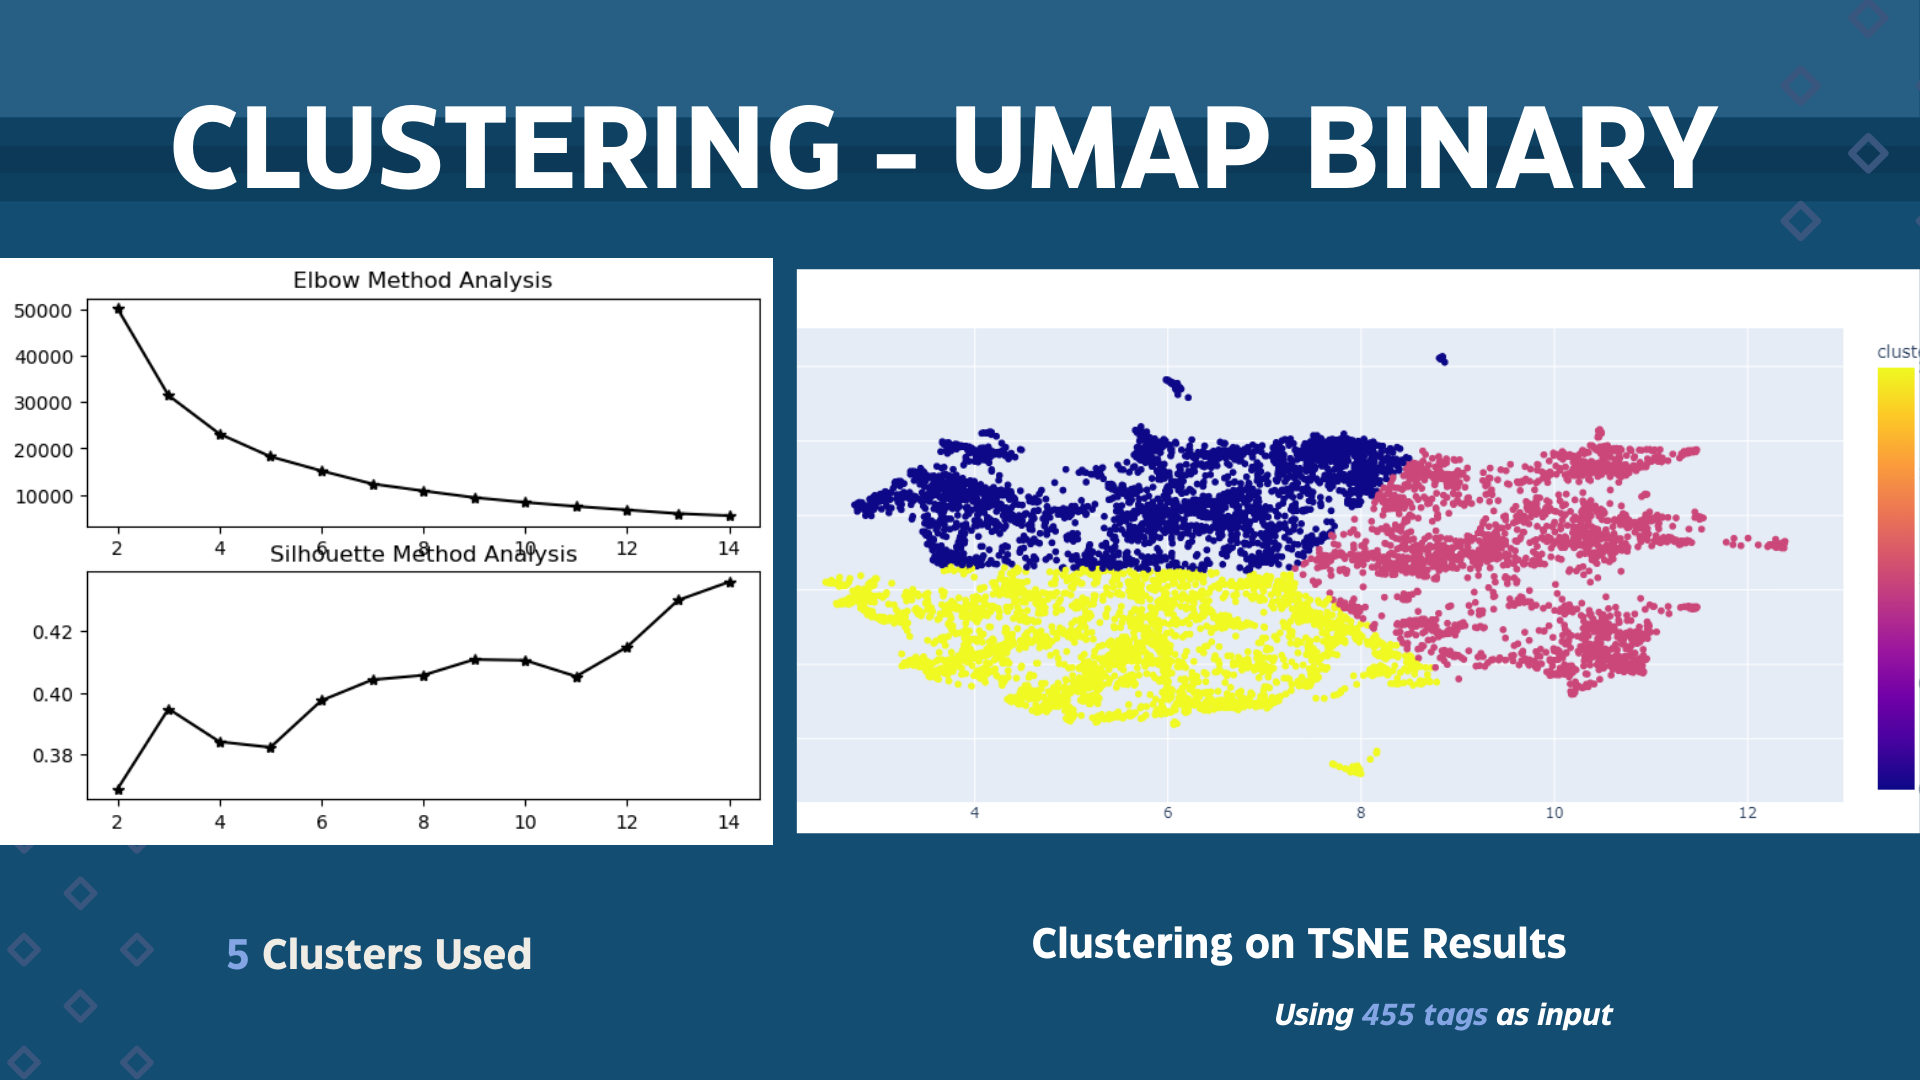 CLUSTERING - UMAP BINARY
Elbow Method Analysis
50000
40000
30000
20000
10000
2 4 6 8 10 12 14
Silhouette Method Analysis
0.42
0.40
0.38
2 4 6 8 10 12 14
cluste
4 6 8 10 12
5 Clusters Used
Clustering on TSNE Results
Using 455 tags as input